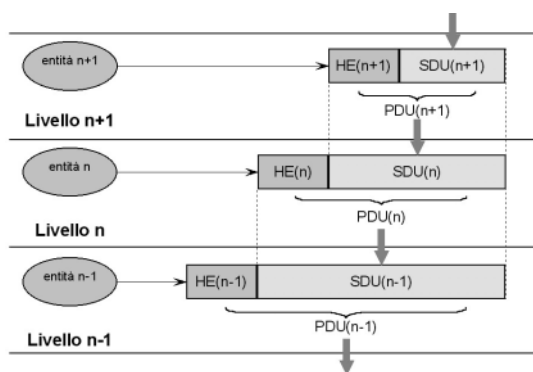 entità n+1
HE(n+1) SDU(n+1)
PDU(n+1)
Livello n+1
entità n
HE(n) SDU(n)
PDU(n)
Livello n
entità n-1
HE(n-1) SDU(n-1)
PDU(n-1)
Livello n-1